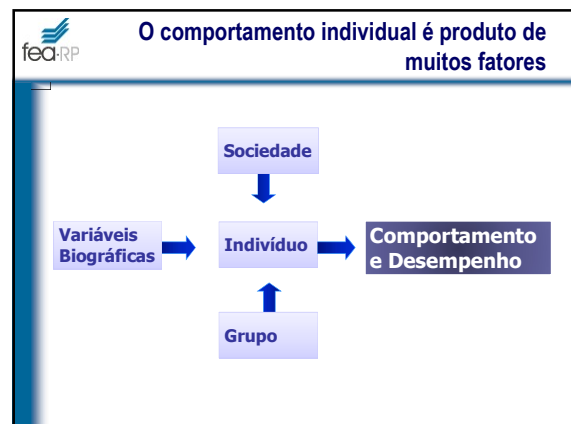 fea-RP
O comportamento individual é produto de
muitos fatores
Sociedade
Variáveis
Biográficas
Indivíduo
Comportamento
e Desempenho
Grupo